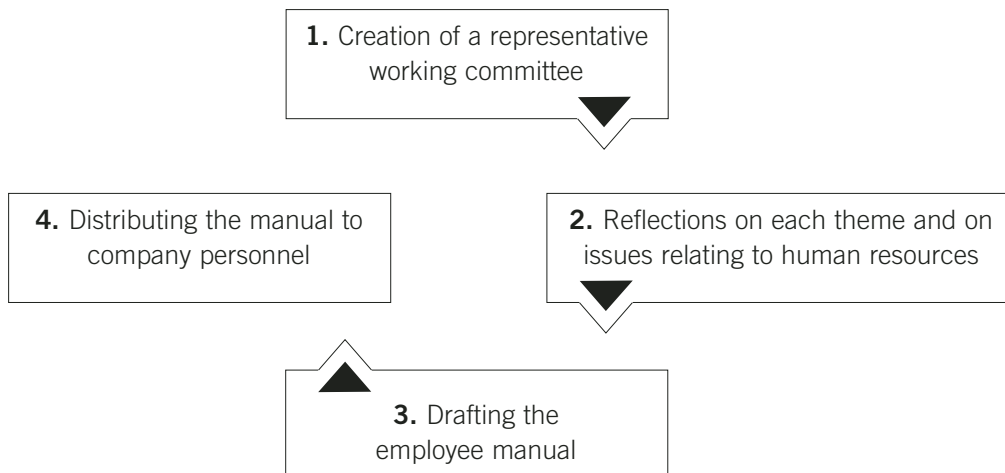 1. Creation of a representative
working committee
4. Distributing the manual to
company personnel
2. Reflections on each theme and on
issues relating to human resources
3. Drafting the
employee manual